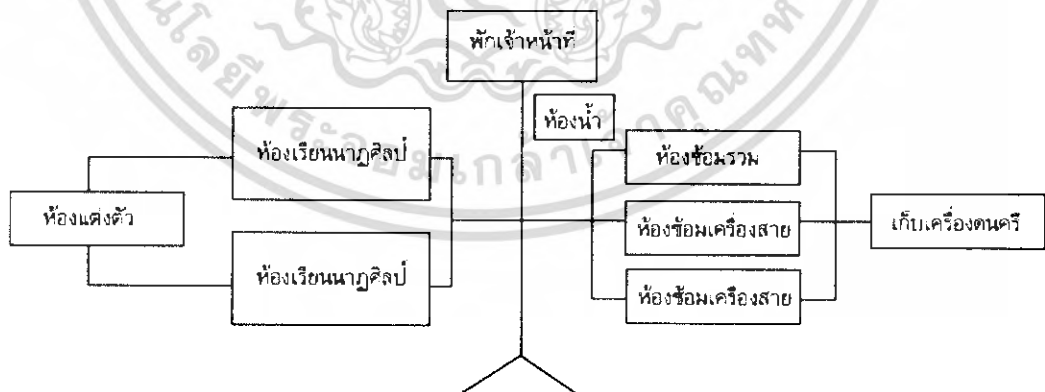 พักเจ้าหน้าที่
ห้องน้ำ
ห้องเรียนนาฏศิลป์
ห้องซ้อมรวม
ห้องแต่งตัว
ห้องซ้อมเครื่องสาย
เก็บเครื่องดนตรี
ห้องเรียนนาฏศิลป์
ห้องซ้อมเครื่องสาย